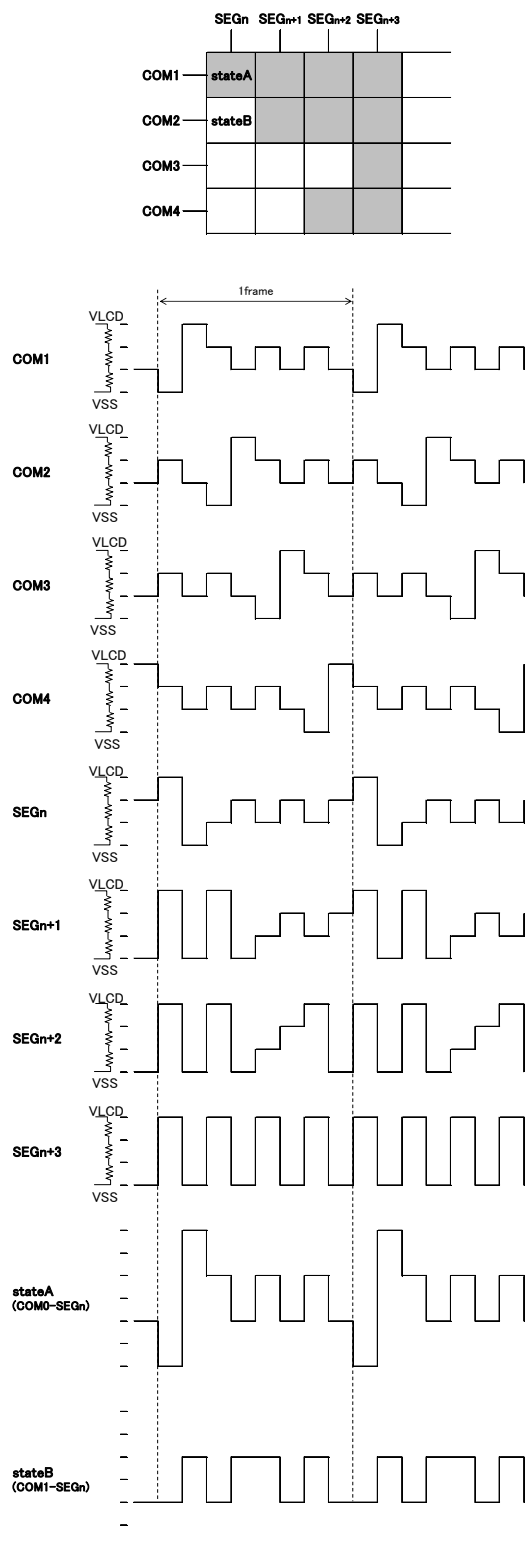 SEGn SEGn+1 SEGn+2 SEGn+3
COM1 stateA
COM2 stateB
COM3
COM4
1frame
VLCD
COM1
VSS
VLCD
COM2
VSS
VLCD
COM3
VSS
VLCD
COM4
VSS
VLCD
SEGn
VSS
VLCD
SEGn+1
VSS
VLCD
SEGn+2
VSS
VLCD
SEGn+3
VSS
stateA
(COM0-SEGn)
stateB
(COM1-SEGn)